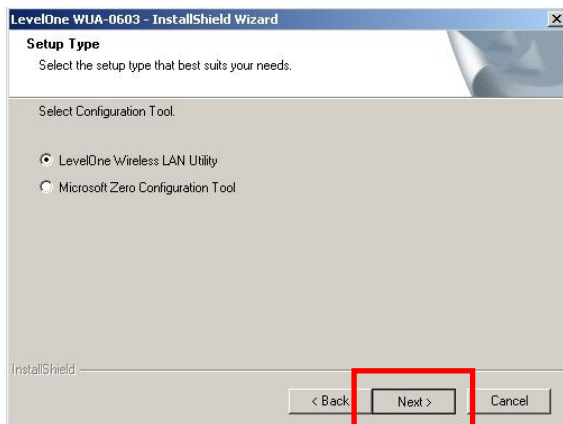 LevelOne WUA-0603 - InstallShield Wizard
Setup Type
Select the setup type that best suits your needs.
Select Configuration Tool.
LevelOne Wireless LAN Utility
Microsoft Zero Configuration Tool
InstallShield
< Back
Next >
Cancel